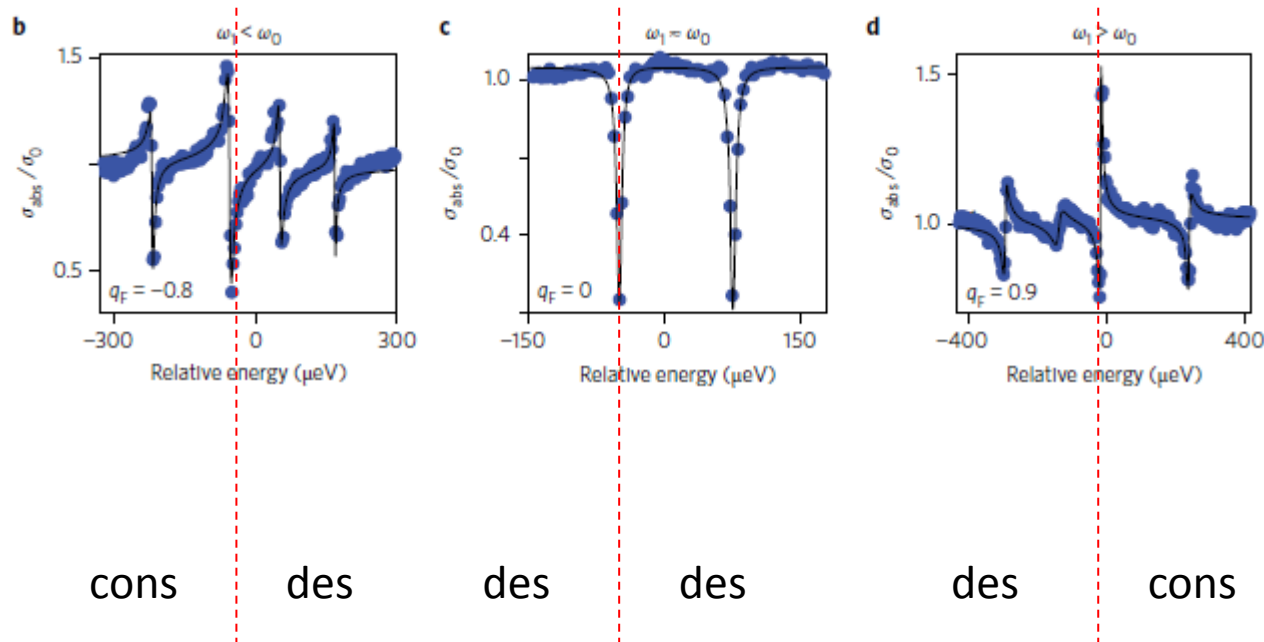 b
ω₁ < ω₀
1.5
0.5
σabs/σ₀
qF = −0.8
−300
0
300
Relative energy (μeV)
c
ω₁ ≈ ω₀
1.0
0.4
σabs/σ₀
qF = 0
−150
0
150
Relative energy (μeV)
d
ω₁ > ω₀
1.5
1.0
σabs/σ₀
qF = 0.9
−400
0
400
Relative energy (μeV)
cons des des des des cons